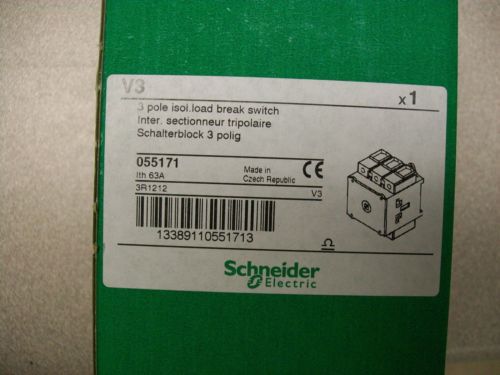 V3
x1
3 pole isol.load break switch
Inter. sectionneur tripolaire
Schalterblock 3 polig
055171
Ith 63A
Made in
Czech Republic
CE
3R1212
V3
13389110551713
Schneider
Electric